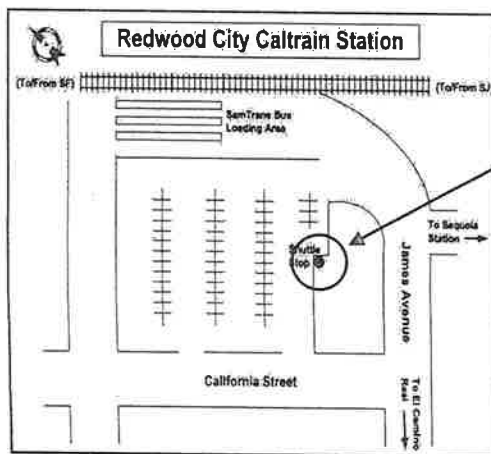 Redwood City Caltrain Station
(To/From SF)
(To/From SJ)
SamTrans Bus
Loading Area
To Sequoia
Station
Shuttle
Stop
James Avenue
California Street
To El Camino
Real